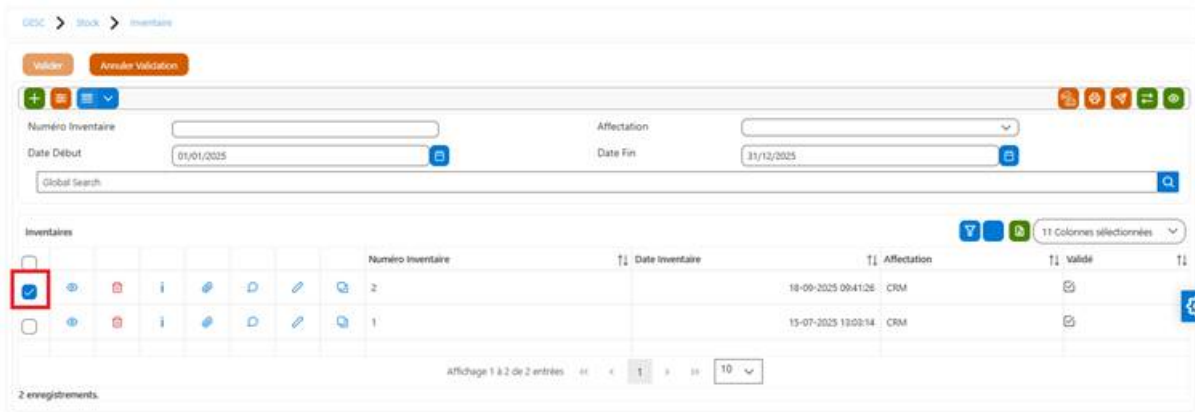 GESC > Stock > Inventaire
Valider Annuler Validation
Numéro Inventaire Affectation
Date Début 01/01/2025 Date Fin 31/12/2025
Global Search
Inventaires 11 Colonnes sélectionnées
Numéro Inventaire Date Inventaire Affectation Validé
2 18-09-2025 09:41:26 CRM
1 15-07-2025 13:03:14 CRM
Affichage 1 à 2 de 2 entrées 1 10
2 enregistrements.